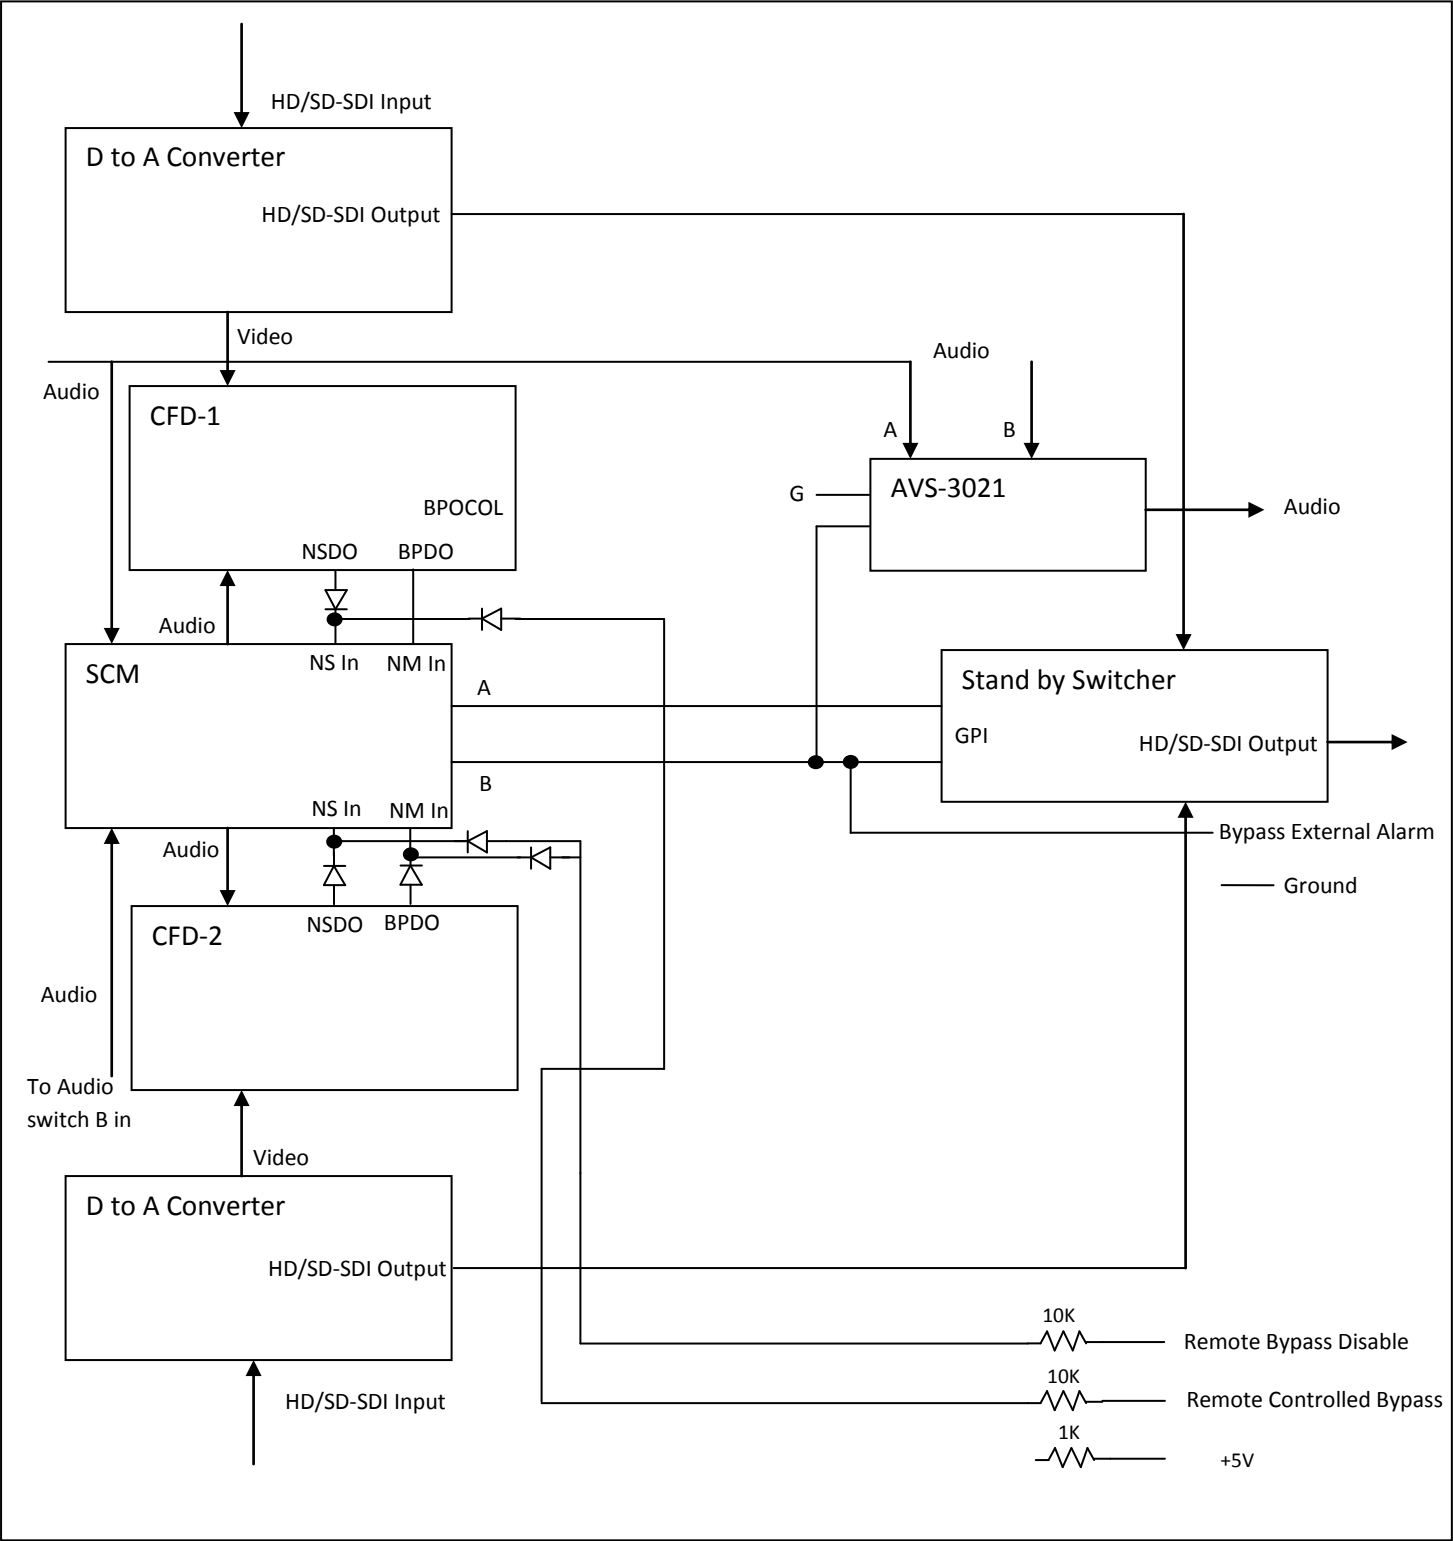 HD/SD-SDI Input
D to A Converter
HD/SD-SDI Output
Video
Audio
Audio
CFD-1
A
B
AVS-3021
G
BPOCOL
Audio
NSDO
BPDO
Audio
NS In
NM In
SCM
A
Stand by Switcher
GPI
HD/SD-SDI Output
B
NS In
NM In
Bypass External Alarm
Audio
Ground
NSDO
BPDO
CFD-2
Audio
To Audio
switch B in
Video
D to A Converter
HD/SD-SDI Output
10K
Remote Bypass Disable
10K
Remote Controlled Bypass
HD/SD-SDI Input
1K
+5V